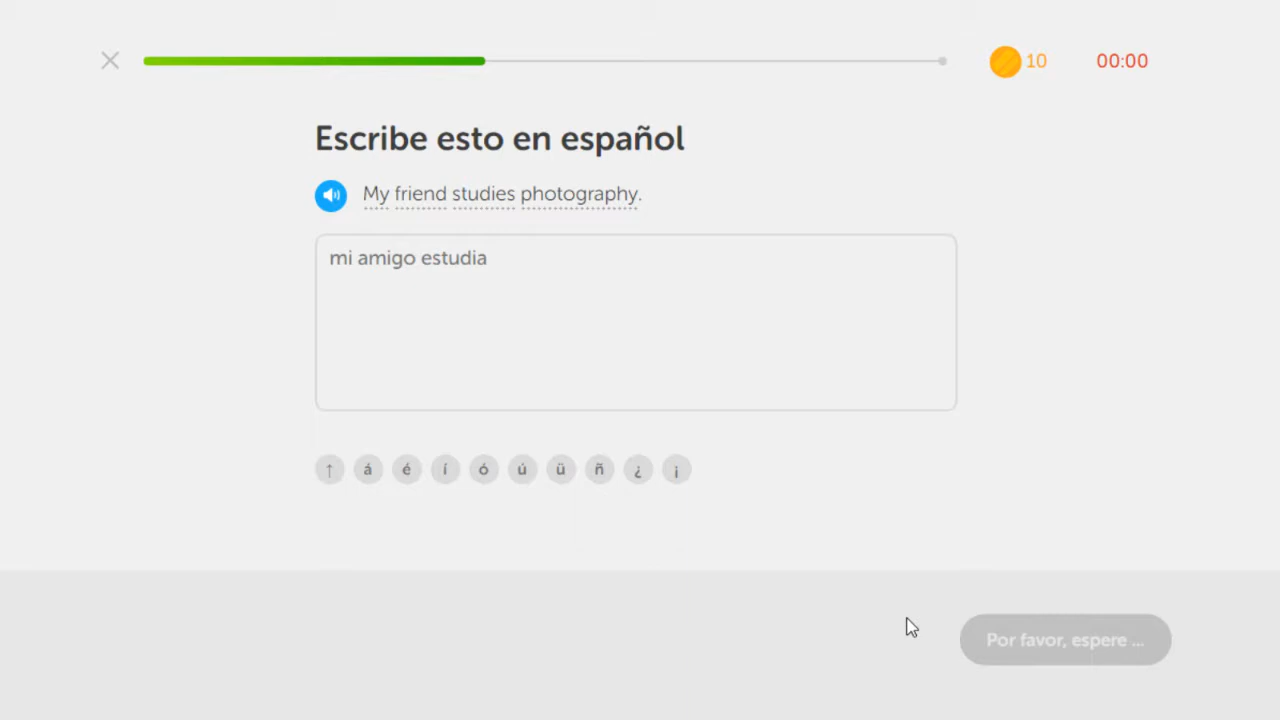 10 00:00
Escribe esto en español
My friend studies photography.
mi amigo estudia
↑ á é í ó ú ü ñ ¿ ¡
Por favor, espere ...